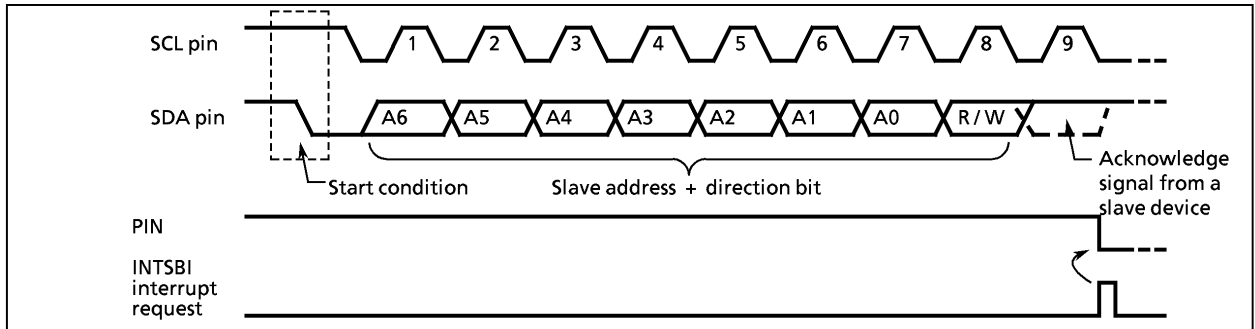 SCL pin
1 2 3 4 5 6 7 8 9
SDA pin
A6 A5 A4 A3 A2 A1 A0 R / W
Start condition
Slave address + direction bit
Acknowledge
signal from a
slave device
PIN
INTSBI
interrupt
request